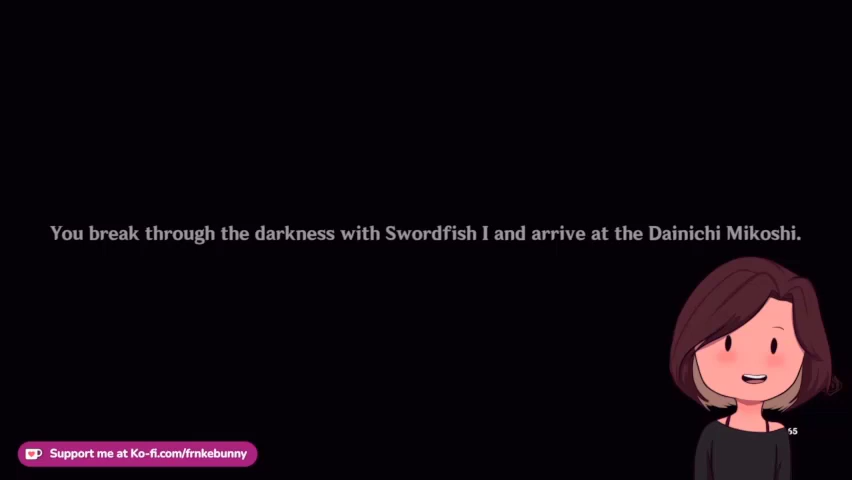 You break through the darkness with Swordfish I and arrive at the Dainichi Mikoshi.
65
Support me at Ko-fi.com/frnkebunny